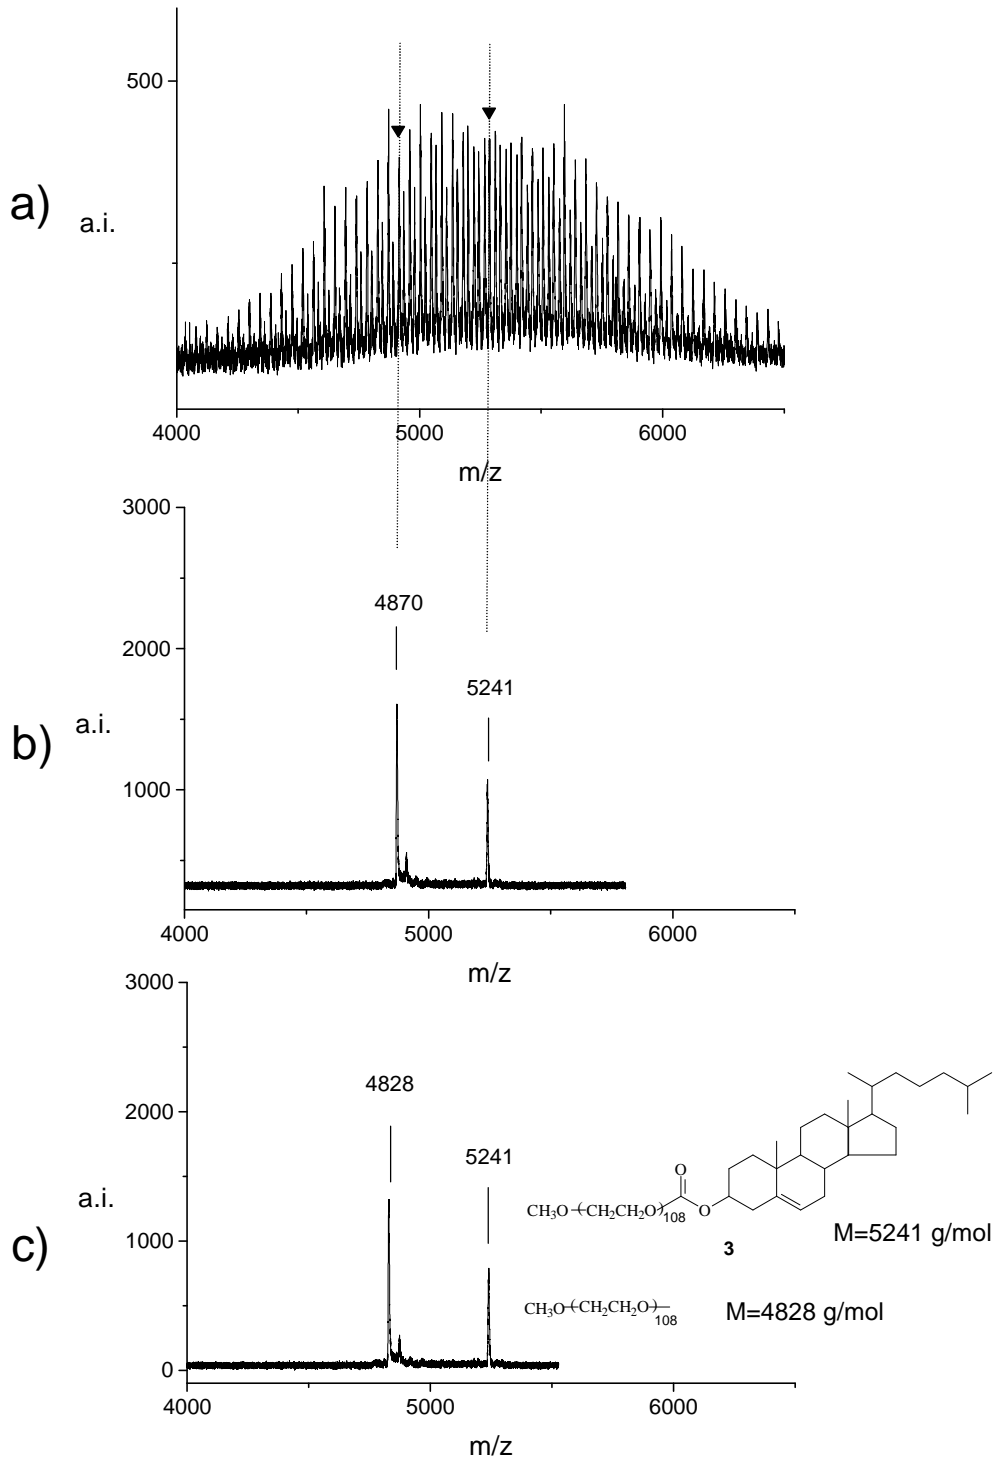 a)
a.i.
500
4000
5000
6000
m/z
b)
a.i.
3000
2000
1000
4870
5241
4000
5000
6000
m/z
c)
a.i.
3000
2000
1000
0
4828
5241
O
CH3O(CH2CH2O)108 O
3
M=5241 g/mol
CH3O(CH2CH2O)108
M=4828 g/mol
4000
5000
6000
m/z